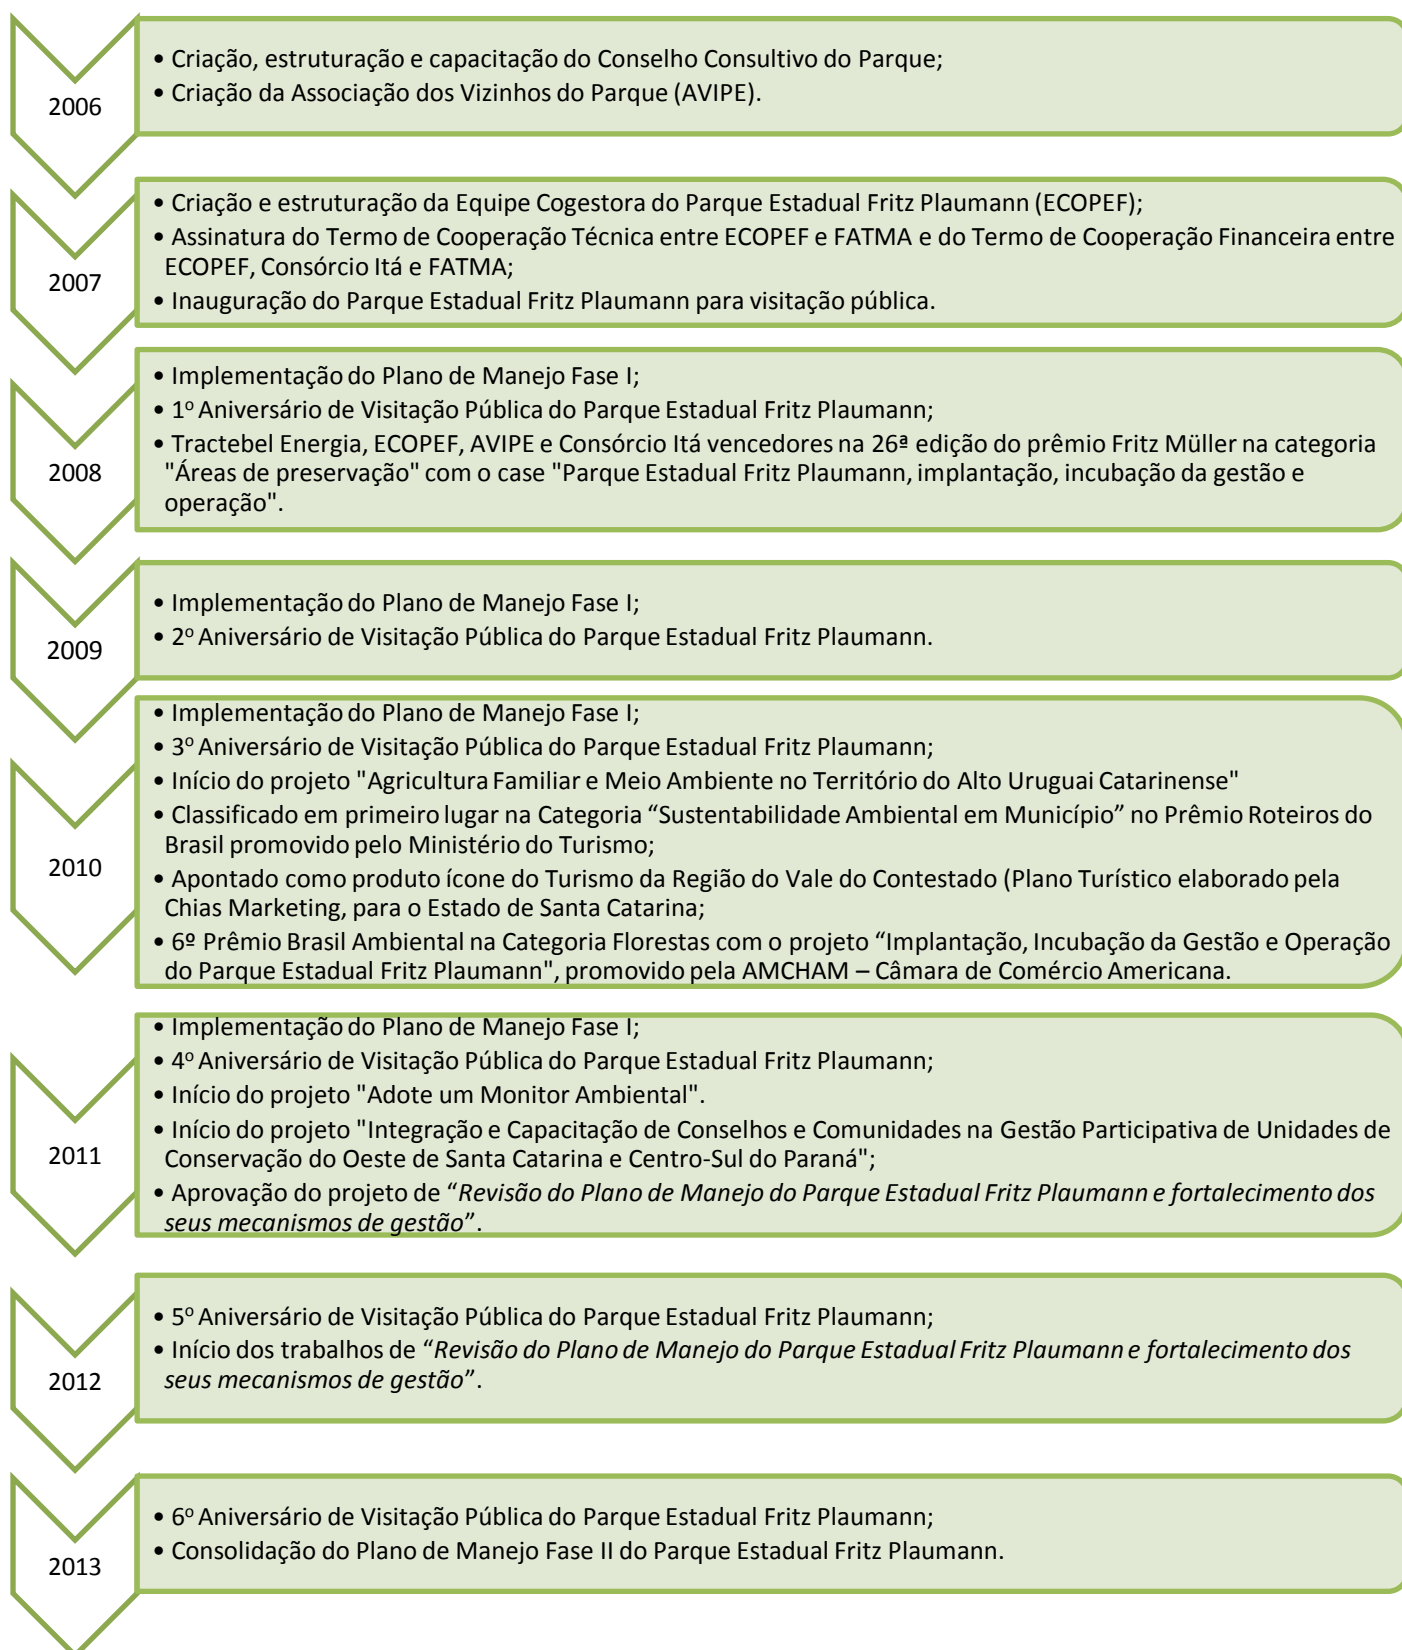 2006
• Criação, estruturação e capacitação do Conselho Consultivo do Parque;
• Criação da Associação dos Vizinhos do Parque (AVIPE).
2007
• Criação e estruturação da Equipe Cogestora do Parque Estadual Fritz Plaumann (ECOPEF);
• Assinatura do Termo de Cooperação Técnica entre ECOPEF e FATMA e do Termo de Cooperação Financeira entre
ECOPEF, Consórcio Itá e FATMA;
• Inauguração do Parque Estadual Fritz Plaumann para visitação pública.
2008
• Implementação do Plano de Manejo Fase I;
• 1º Aniversário de Visitação Pública do Parque Estadual Fritz Plaumann;
• Tractebel Energia, ECOPEF, AVIPE e Consórcio Itá vencedores na 26ª edição do prêmio Fritz Müller na categoria
"Áreas de preservação" com o case "Parque Estadual Fritz Plaumann, implantação, incubação da gestão e
operação".
2009
• Implementação do Plano de Manejo Fase I;
• 2º Aniversário de Visitação Pública do Parque Estadual Fritz Plaumann.
2010
• Implementação do Plano de Manejo Fase I;
• 3º Aniversário de Visitação Pública do Parque Estadual Fritz Plaumann;
• Início do projeto "Agricultura Familiar e Meio Ambiente no Território do Alto Uruguai Catarinense"
• Classificado em primeiro lugar na Categoria “Sustentabilidade Ambiental em Município” no Prêmio Roteiros do
Brasil promovido pelo Ministério do Turismo;
• Apontado como produto ícone do Turismo da Região do Vale do Contestado (Plano Turístico elaborado pela
Chias Marketing, para o Estado de Santa Catarina;
• 6º Prêmio Brasil Ambiental na Categoria Florestas com o projeto “Implantação, Incubação da Gestão e Operação
do Parque Estadual Fritz Plaumann", promovido pela AMCHAM – Câmara de Comércio Americana.
2011
• Implementação do Plano de Manejo Fase I;
• 4º Aniversário de Visitação Pública do Parque Estadual Fritz Plaumann;
• Início do projeto "Adote um Monitor Ambiental".
• Início do projeto "Integração e Capacitação de Conselhos e Comunidades na Gestão Participativa de Unidades de
Conservação do Oeste de Santa Catarina e Centro-Sul do Paraná";
• Aprovação do projeto de “Revisão do Plano de Manejo do Parque Estadual Fritz Plaumann e fortalecimento dos
seus mecanismos de gestão”.
2012
• 5º Aniversário de Visitação Pública do Parque Estadual Fritz Plaumann;
• Início dos trabalhos de “Revisão do Plano de Manejo do Parque Estadual Fritz Plaumann e fortalecimento dos
seus mecanismos de gestão”.
2013
• 6º Aniversário de Visitação Pública do Parque Estadual Fritz Plaumann;
• Consolidação do Plano de Manejo Fase II do Parque Estadual Fritz Plaumann.